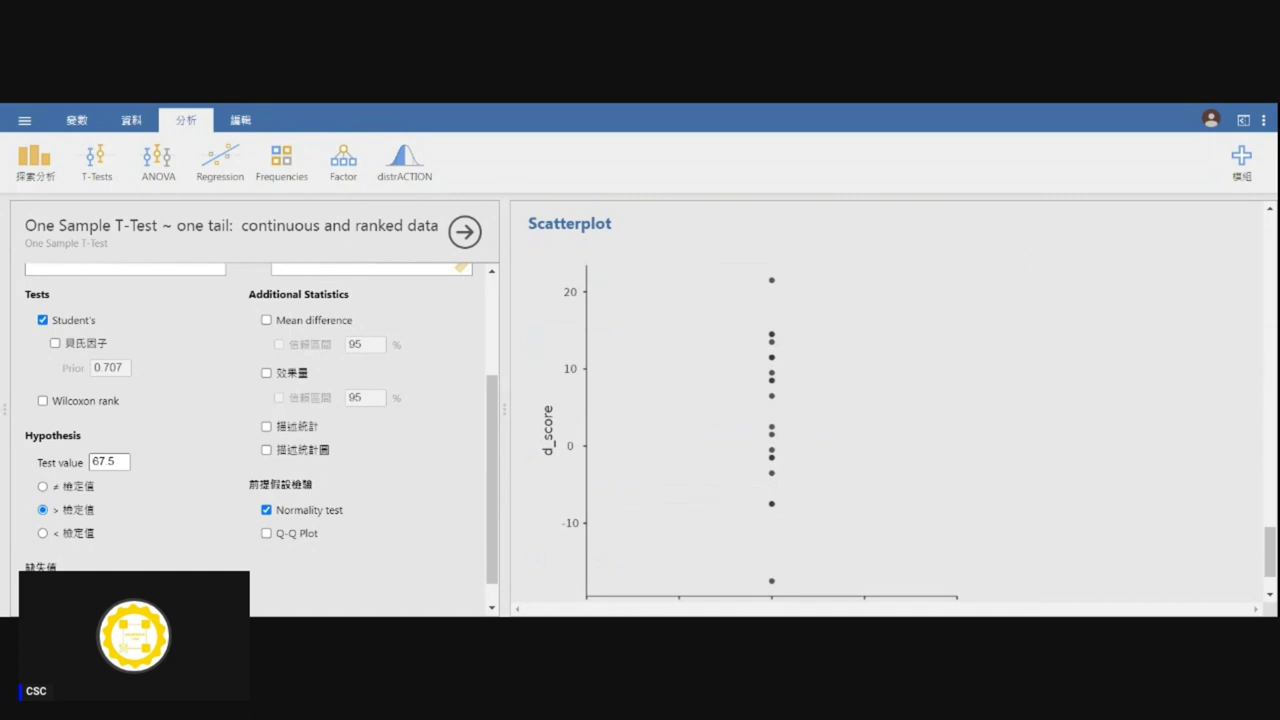 變數 資料 分析 編輯
探索分析 T-Tests ANOVA Regression Frequencies Factor distrACTION 模組
One Sample T-Test ~ one tail: continuous and ranked data
One Sample T-Test
Tests
Student's
貝氏因子
Prior 0.707
Wilcoxon rank
Hypothesis
Test value 67.5
≠ 檢定值
> 檢定值
< 檢定值
缺失值
Additional Statistics
Mean difference
信賴區間 95 %
效果量
信賴區間 95 %
描述統計
描述統計圖
前提假設檢驗
Normality test
Q-Q Plot
Scatterplot
20
10
0
-10
d_score
CSC